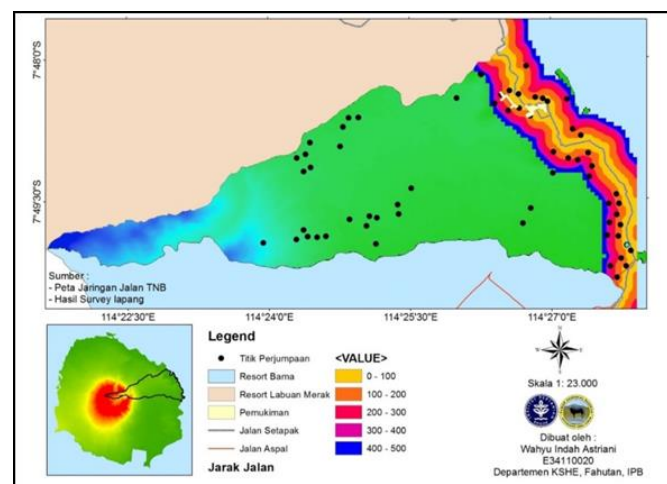 7°48'0"S
7°49'30"S
Sumber :
- Peta Jaringan Jalan TNB
- Hasil Survey lapang
114°22'30"E 114°24'0"E 114°25'30"E 114°27'0"E
Legend
Titik Perjumpaan
Resort Bama
Resort Labuan Merak
Pemukiman
Jalan Setapak
Jalan Aspal
Jarak Jalan
<VALUE>
0 - 100
100 - 200
200 - 300
300 - 400
400 - 500
Skala 1: 23.000
Dibuat oleh :
Wahyu Indah Astriani
E34110020
Departemen KSHE, Fahutan, IPB